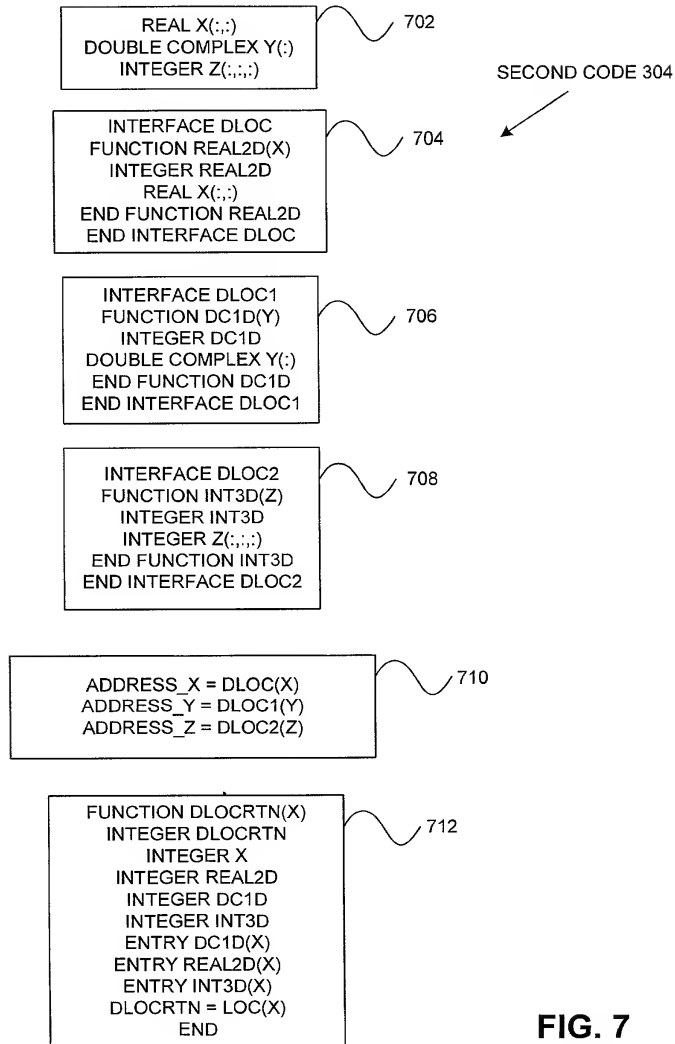 REAL X(:,:)
DOUBLE COMPLEX Y(:)
INTEGER Z(:,:,:)
702
SECOND CODE 304
INTERFACE DLOC
FUNCTION REAL2D(X)
INTEGER REAL2D
REAL X(:,:)
END FUNCTION REAL2D
END INTERFACE DLOC
704
INTERFACE DLOC1
FUNCTION DC1D(Y)
INTEGER DC1D
DOUBLE COMPLEX Y(:)
END FUNCTION DC1D
END INTERFACE DLOC1
706
INTERFACE DLOC2
FUNCTION INT3D(Z)
INTEGER INT3D
INTEGER Z(:,:,:)
END FUNCTION INT3D
END INTERFACE DLOC2
708
ADDRESS_X = DLOC(X)
ADDRESS_Y = DLOC1(Y)
ADDRESS_Z = DLOC2(Z)
710
FUNCTION DLOCRTN(X)
INTEGER DLOCRTN
INTEGER X
INTEGER REAL2D
INTEGER DC1D
INTEGER INT3D
ENTRY DC1D(X)
ENTRY REAL2D(X)
ENTRY INT3D(X)
DLOCRTN = LOC(X)
END
712
FIG. 7